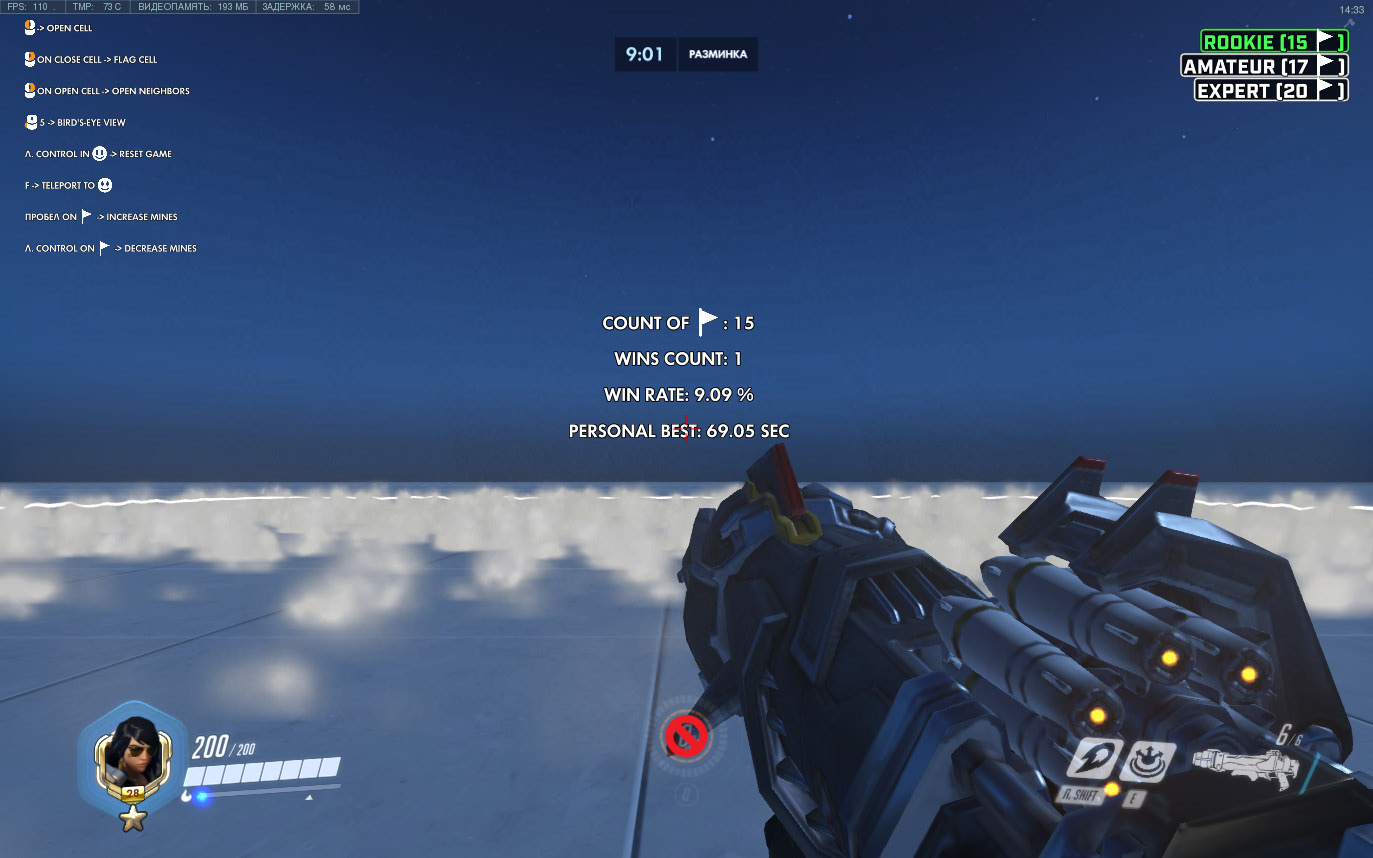 FPS: 110 TMP: 73 C ВИДЕОПАМЯТЬ: 193 МБ ЗАДЕРЖКА: 58 мс
14:33
-> OPEN CELL
ON CLOSE CELL -> FLAG CELL
ON OPEN CELL -> OPEN NEIGHBORS
5 -> BIRD'S-EYE VIEW
Л. CONTROL IN -> RESET GAME
F -> TELEPORT TO
ПРОБЕЛ ON -> INCREASE MINES
Л. CONTROL ON -> DECREASE MINES
9:01 РАЗМИНКА
ROOKIE [15 ]
AMATEUR [17 ]
EXPERT [20 ]
COUNT OF : 15
WINS COUNT: 1
WIN RATE: 9.09 %
PERSONAL BEST: 69.05 SEC
200/200
28
6/6
Л. SHIFT E